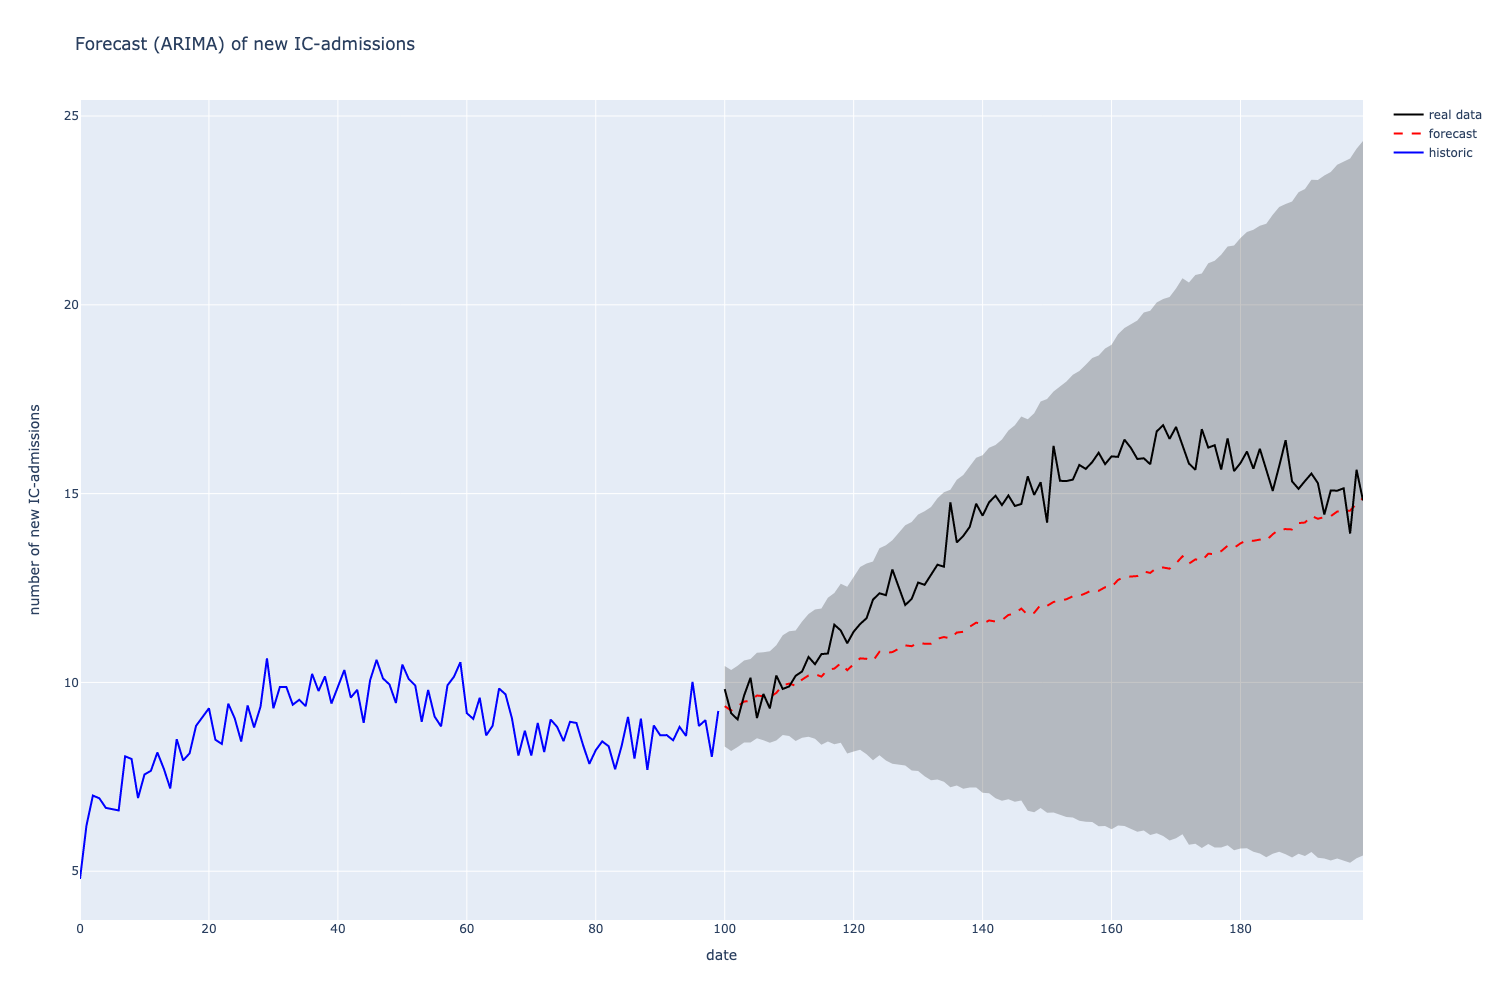 Forecast (ARIMA) of new IC-admissions
real data
forecast
historic
number of new IC-admissions
25
20
15
10
5
0 20 40 60 80 100 120 140 160 180
date